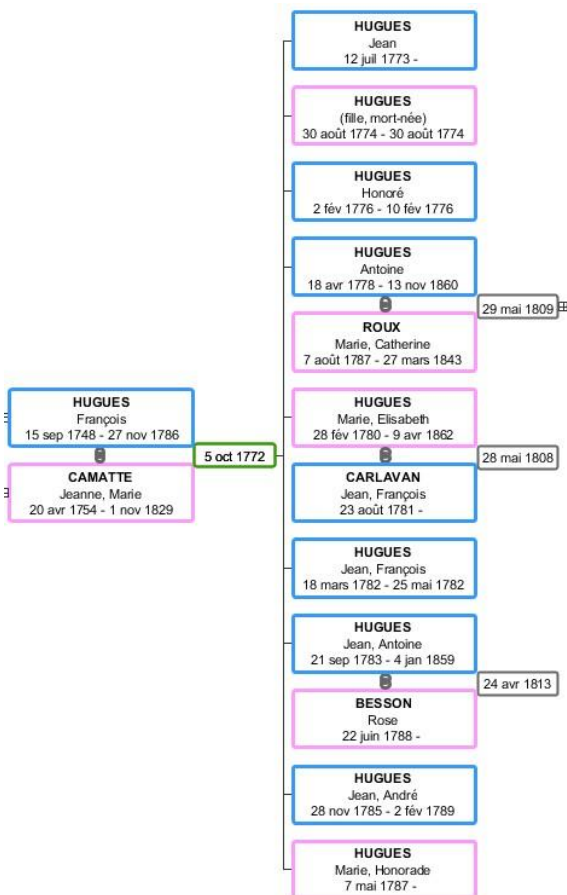 HUGUES
François
15 sep 1748 - 27 nov 1786
CAMATTE
Jeanne, Marie
20 avr 1754 - 1 nov 1829
5 oct 1772
HUGUES
Jean
12 juil 1773 -
HUGUES
(fille, mort-née)
30 août 1774 - 30 août 1774
HUGUES
Honoré
2 fév 1776 - 10 fév 1776
HUGUES
Antoine
18 avr 1778 - 13 nov 1860
29 mai 1809
ROUX
Marie, Catherine
7 août 1787 - 27 mars 1843
HUGUES
Marie, Elisabeth
28 fév 1780 - 9 avr 1862
28 mai 1808
CARLAVAN
Jean, François
23 août 1781 -
HUGUES
Jean, François
18 mars 1782 - 25 mai 1782
HUGUES
Jean, Antoine
21 sep 1783 - 4 jan 1859
24 avr 1813
BESSON
Rose
22 juin 1788 -
HUGUES
Jean, André
28 nov 1785 - 2 fév 1789
HUGUES
Marie, Honorade
7 mai 1787 -